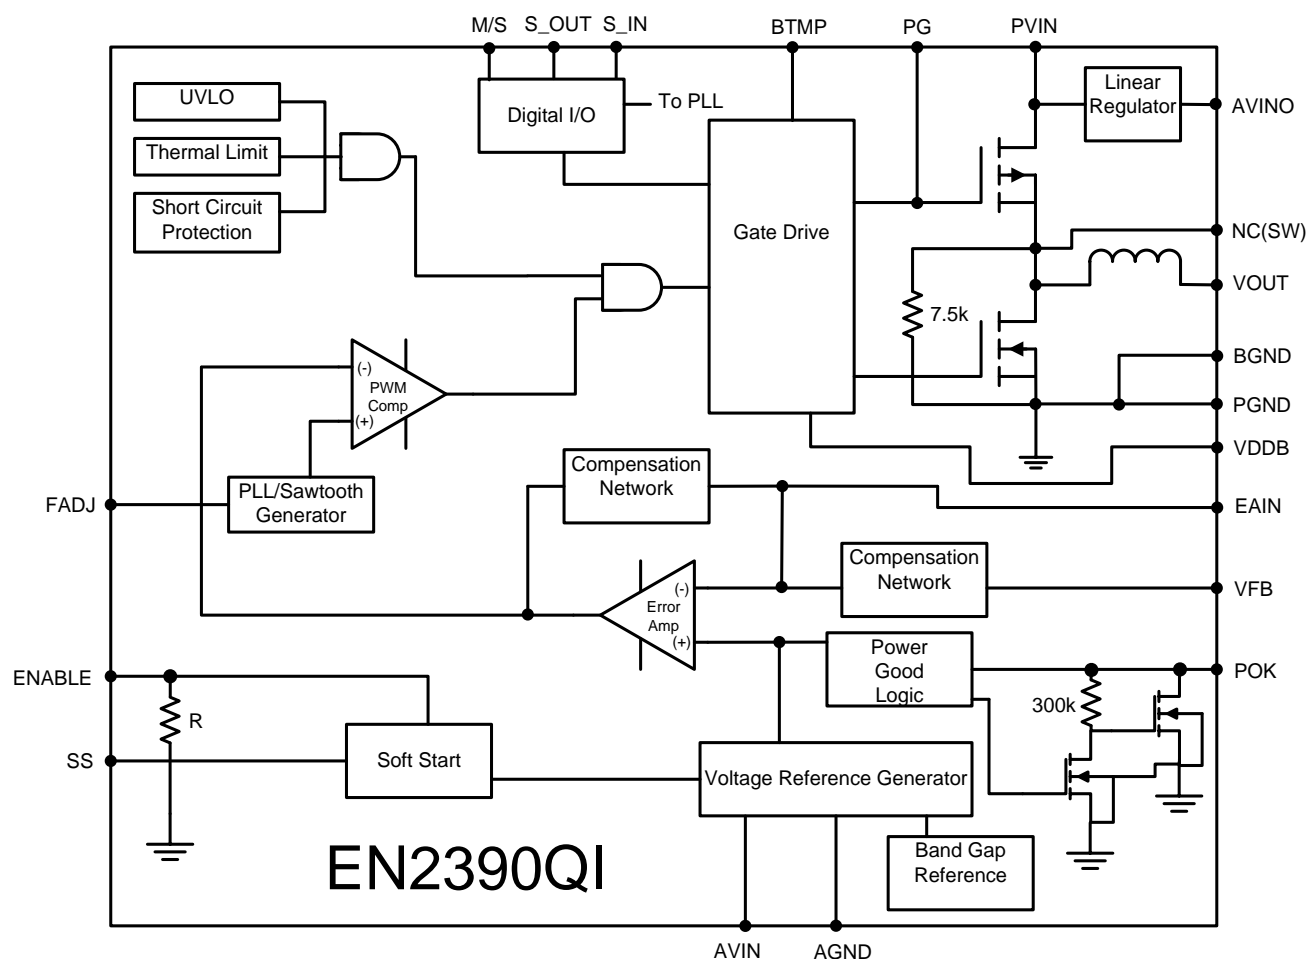 M/S
S_OUT
S_IN
BTMP
PG
PVIN
UVLO
Thermal Limit
Short Circuit
Protection
Digital I/O
To PLL
Linear
Regulator
AVINO
Gate Drive
NC(SW)
VOUT
7.5k
BGND
PGND
VDDB
(-)
PWM
Comp
(+)
PLL/Sawtooth
Generator
FADJ
Compensation
Network
EAIN
Compensation
Network
VFB
(-)
Error
Amp
(+)
Power
Good
Logic
POK
300k
ENABLE
R
SS
Soft Start
Voltage Reference Generator
Band Gap
Reference
EN2390QI
AVIN
AGND